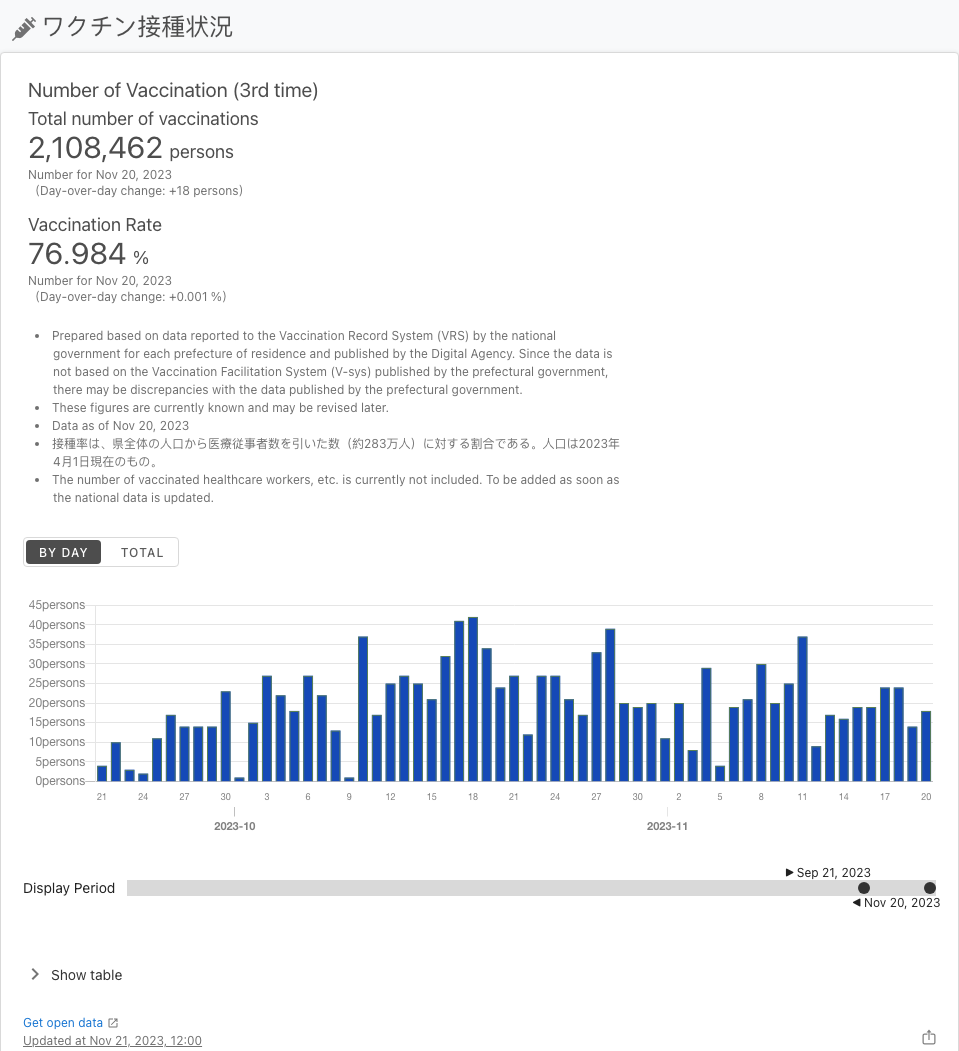 ワクチン接種状況
Number of Vaccination (3rd time)
Total number of vaccinations
2,108,462 persons
Number for Nov 20, 2023
(Day-over-day change: +18 persons)
Vaccination Rate
76.984 %
Number for Nov 20, 2023
(Day-over-day change: +0.001 %)
• Prepared based on data reported to the Vaccination Record System (VRS) by the national
government for each prefecture of residence and published by the Digital Agency. Since the data is
not based on the Vaccination Facilitation System (V-sys) published by the prefectural government,
there may be discrepancies with the data published by the prefectural government.
• These figures are currently known and may be revised later.
• Data as of Nov 20, 2023
• 接種率は、県全体の人口から医療従事者数を引いた数（約283万人）に対する割合である。人口は2023年
4月1日現在のもの。
• The number of vaccinated healthcare workers, etc. is currently not included. To be added as soon as
the national data is updated.
BY DAY TOTAL
45persons
40persons
35persons
30persons
25persons
20persons
15persons
10persons
5persons
0persons
21 24 27 30 3 6 9 12 15 18 21 24 27 30 2 5 8 11 14 17 20
2023-10 2023-11
▶ Sep 21, 2023
Display Period
◀ Nov 20, 2023
Show table
Get open data
Updated at Nov 21, 2023, 12:00